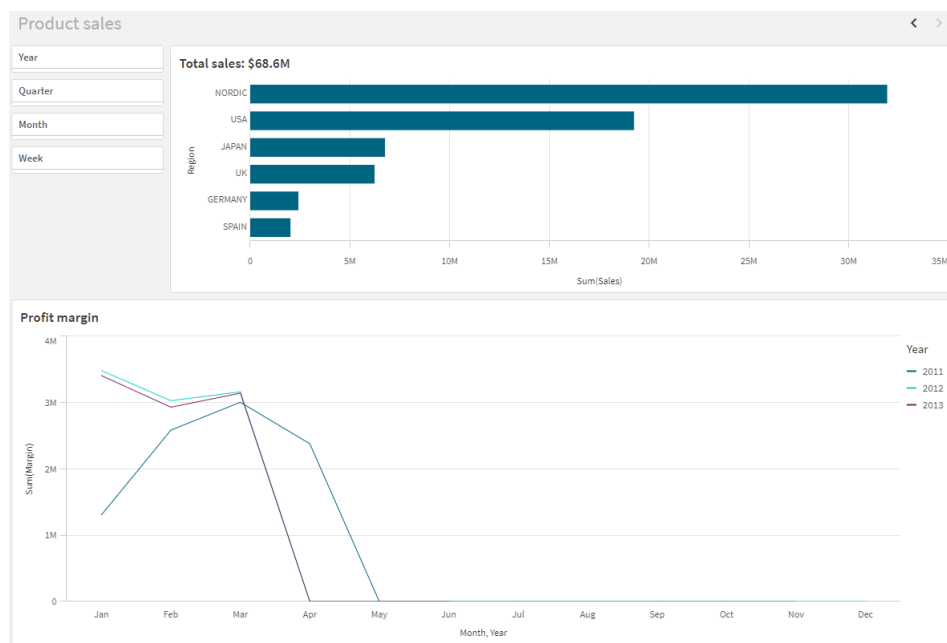 Product sales
Year
Quarter
Month
Week
Total sales: $68.6M
Region
NORDIC
USA
JAPAN
UK
GERMANY
SPAIN
0 5M 10M 15M 20M 25M 30M 35M
Sum(Sales)
Profit margin
Sum(Margin)
4M
3M
2M
1M
0
Jan Feb Mar Apr May Jun Jul Aug Sep Oct Nov Dec
Month, Year
Year
2011
2012
2013